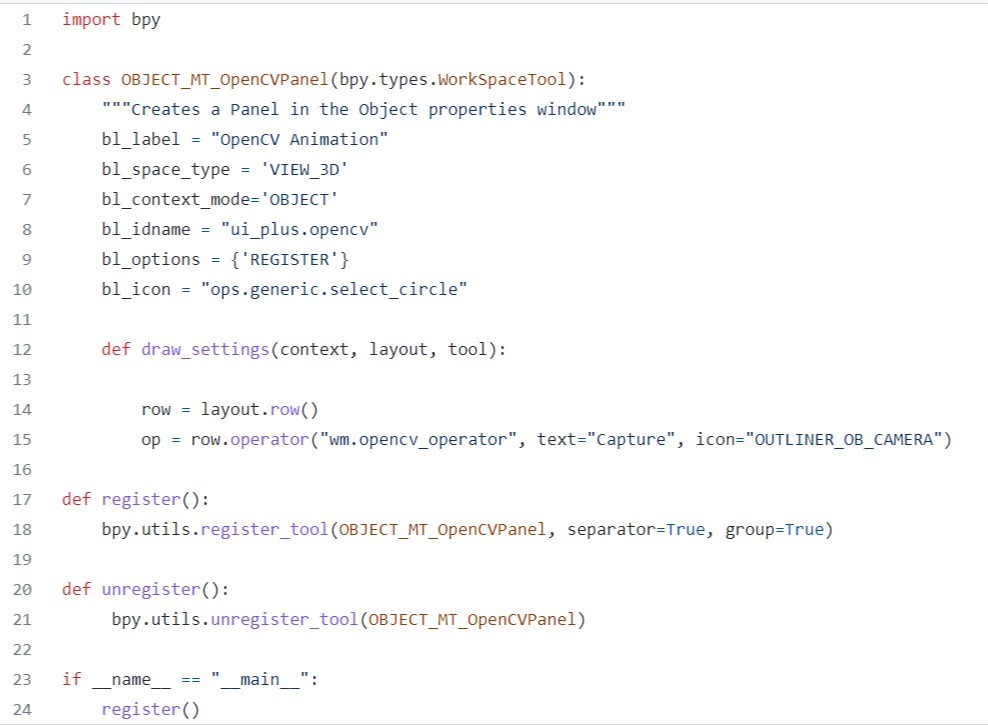 1 import bpy
2
3 class OBJECT_MT_OpenCVPanel(bpy.types.WorkSpaceTool):
4     """Creates a Panel in the Object properties window"""
5     bl_label = "OpenCV Animation"
6     bl_space_type = 'VIEW_3D'
7     bl_context_mode='OBJECT'
8     bl_idname = "ui_plus.opencv"
9     bl_options = {'REGISTER'}
10     bl_icon = "ops.generic.select_circle"
11
12     def draw_settings(context, layout, tool):
13
14         row = layout.row()
15         op = row.operator("wm.opencv_operator", text="Capture", icon="OUTLINER_OB_CAMERA")
16
17 def register():
18     bpy.utils.register_tool(OBJECT_MT_OpenCVPanel, separator=True, group=True)
19
20 def unregister():
21      bpy.utils.unregister_tool(OBJECT_MT_OpenCVPanel)
22
23 if __name__ == "__main__":
24     register()